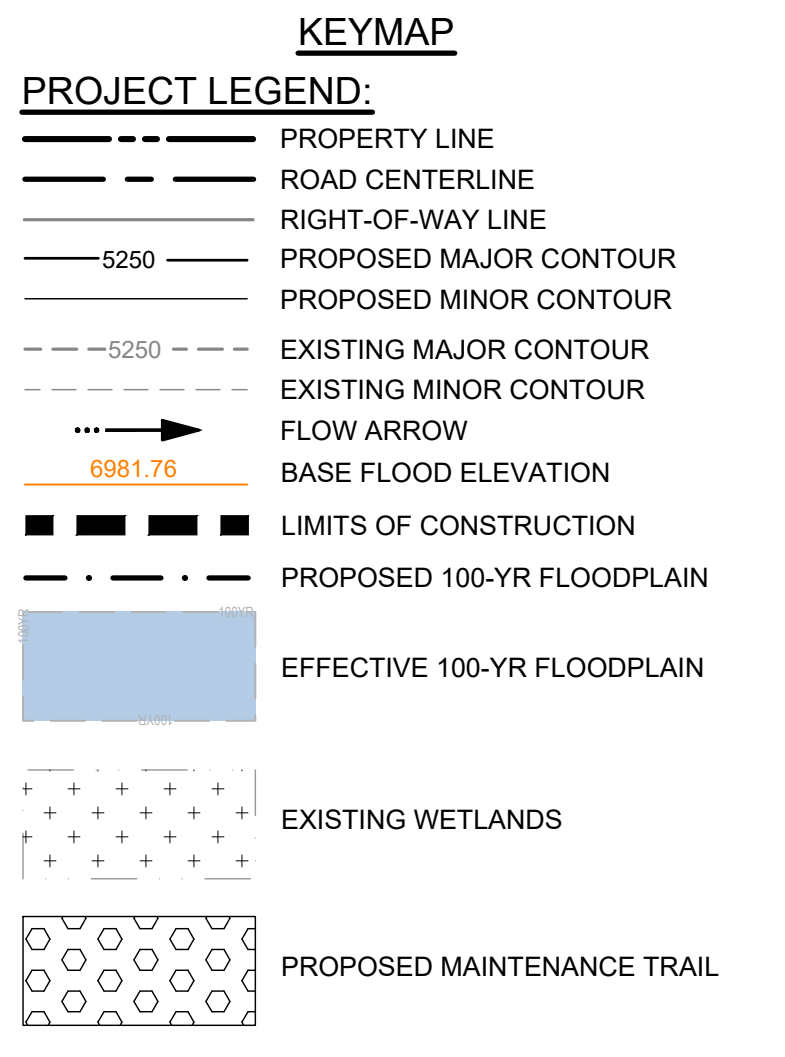 KEYMAP
PROJECT LEGEND:
PROPERTY LINE
ROAD CENTERLINE
RIGHT-OF-WAY LINE
5250 PROPOSED MAJOR CONTOUR
PROPOSED MINOR CONTOUR
5250 EXISTING MAJOR CONTOUR
EXISTING MINOR CONTOUR
FLOW ARROW
6981.76 BASE FLOOD ELEVATION
LIMITS OF CONSTRUCTION
PROPOSED 100-YR FLOODPLAIN
100YR
100YR
EFFECTIVE 100-YR FLOODPLAIN
100YR
EXISTING WETLANDS
PROPOSED MAINTENANCE TRAIL